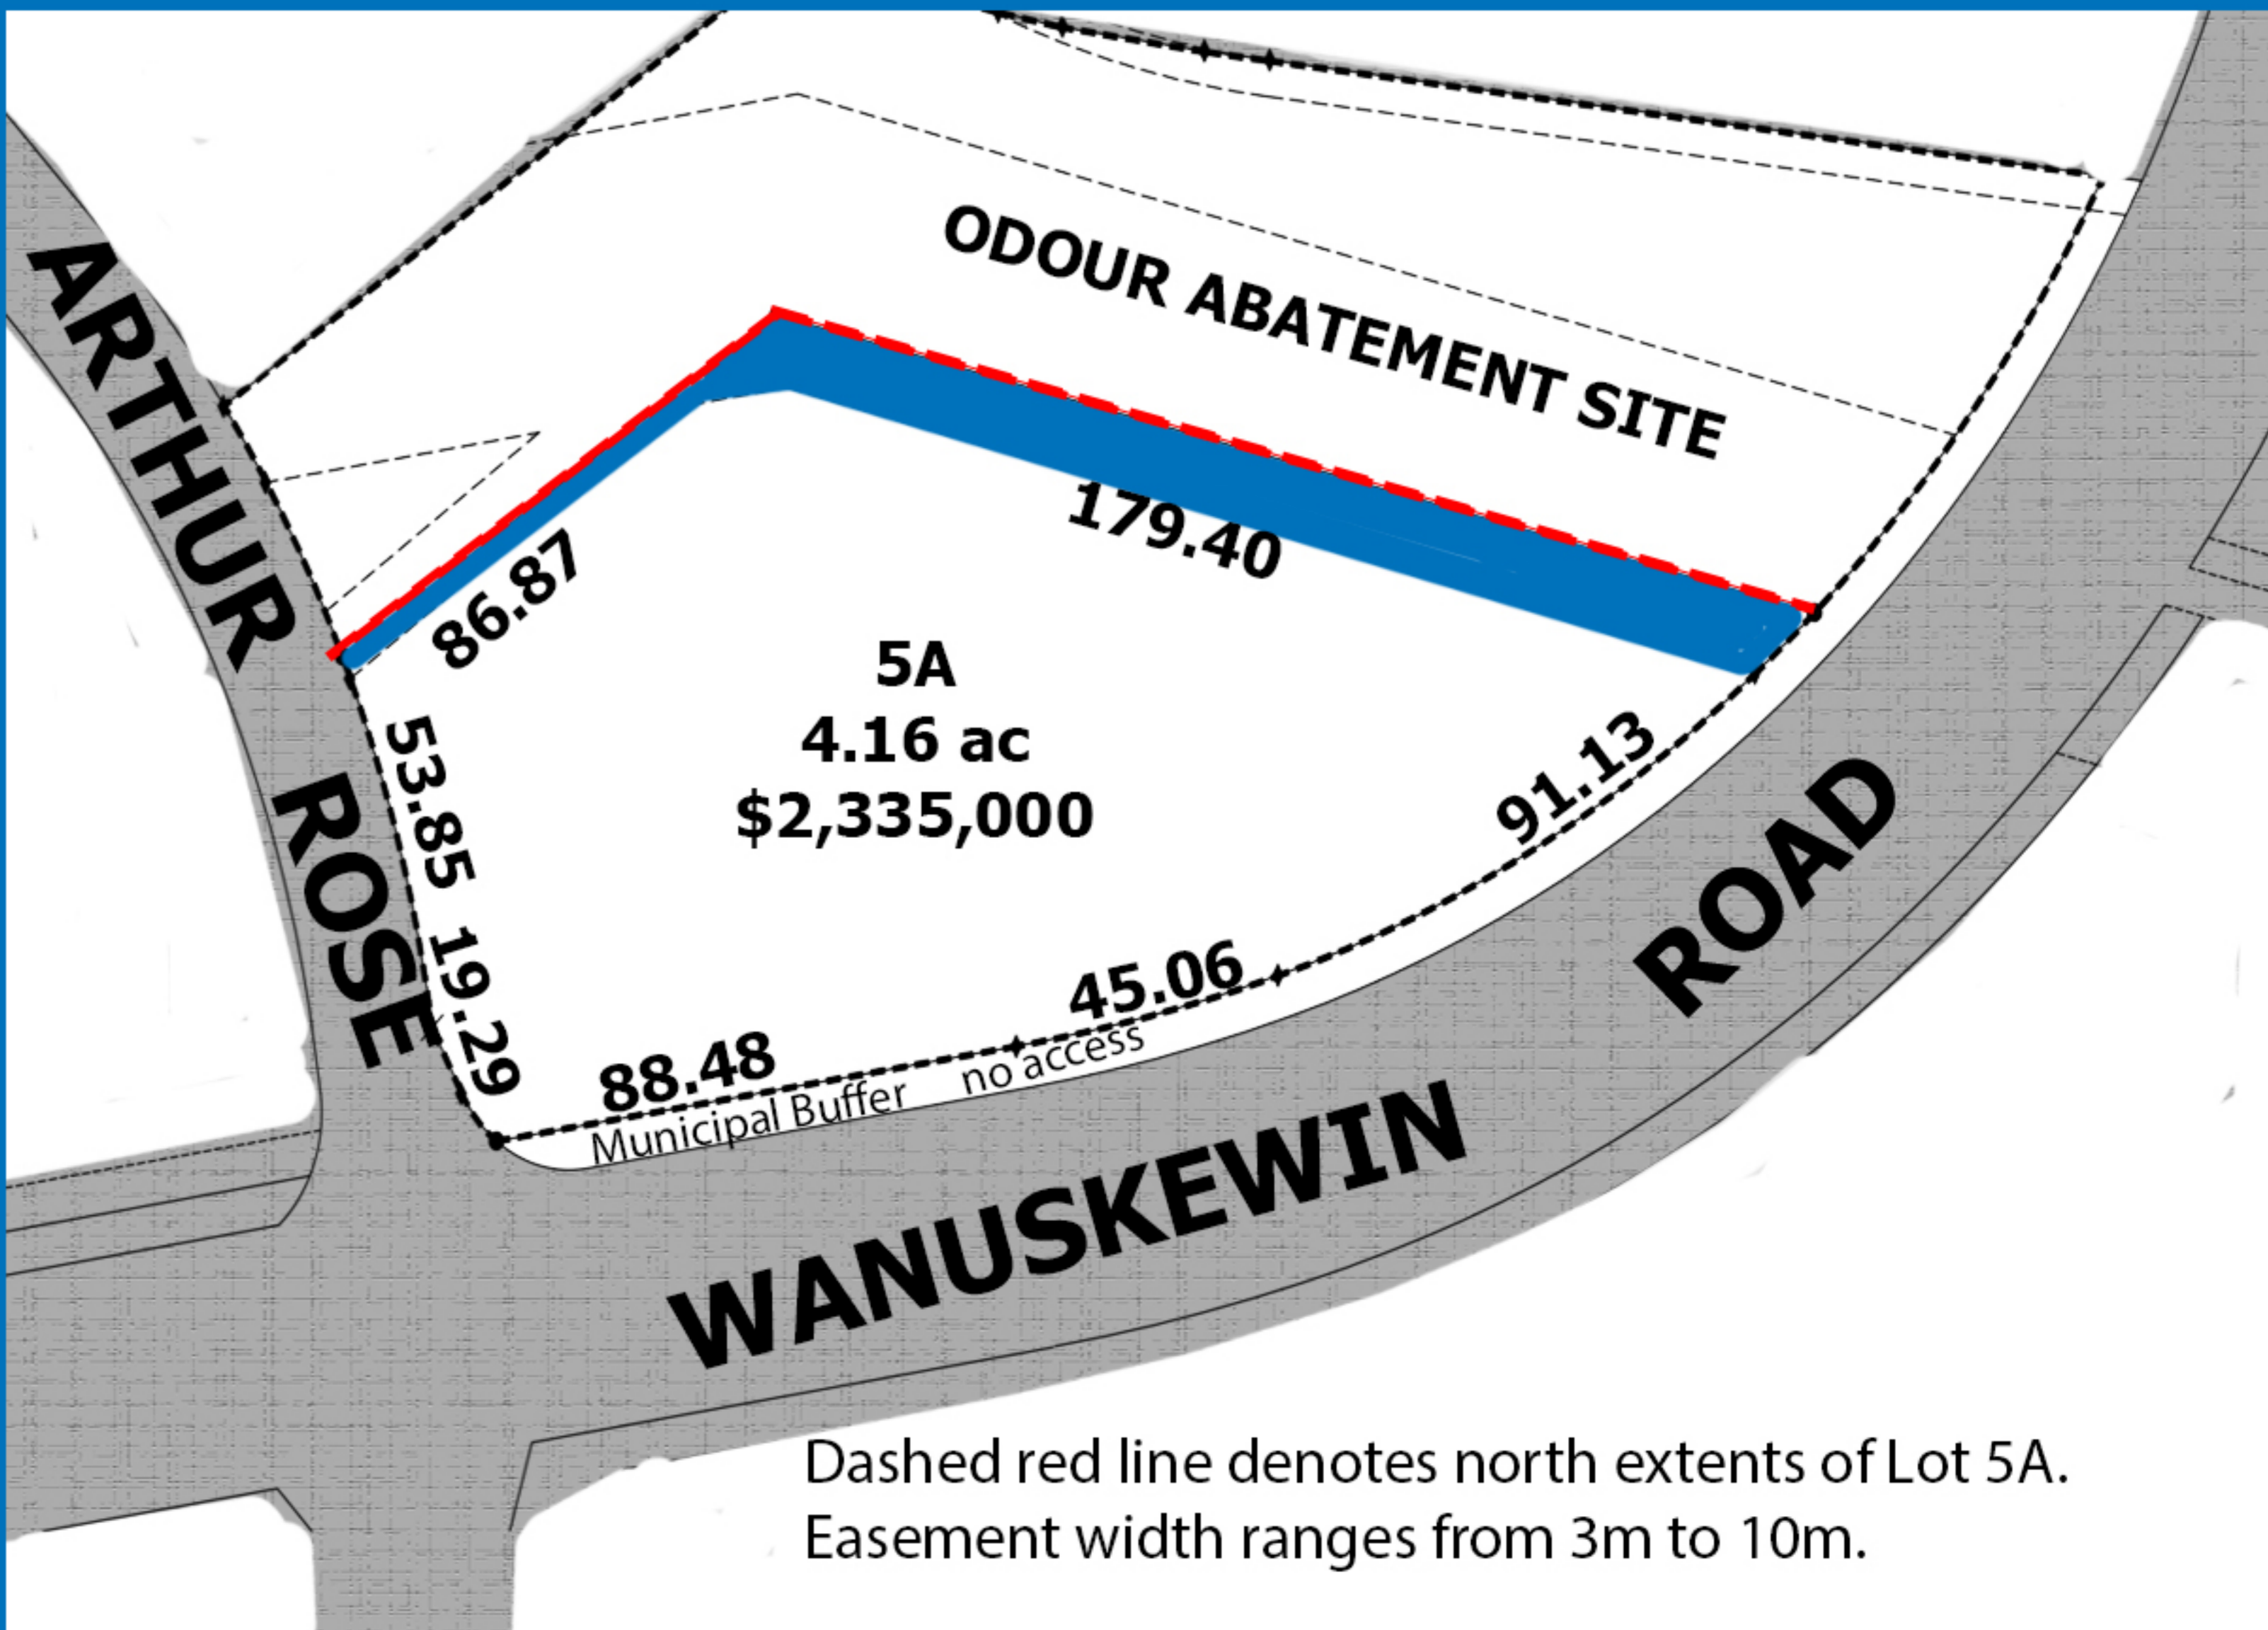 ODOUR ABATEMENT SITE
ARTHUR ROSE
86.87
179.40
5A
4.16 ac
$2,335,000
53.85
19.29
91.13
45.06
88.48
Municipal Buffer no access
WANUSKEWIN ROAD
Dashed red line denotes north extents of Lot 5A.
Easement width ranges from 3m to 10m.